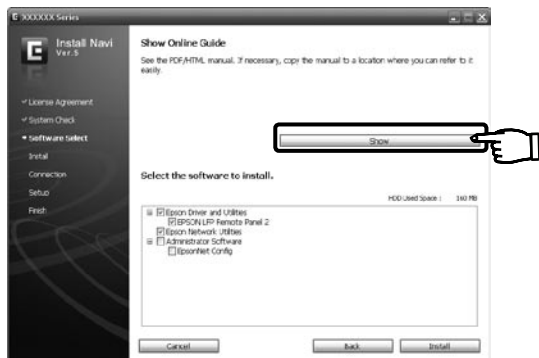 XXXXXX Series
Install Navi
Ver.5
License Agreement
System Check
Software Select
Instal
Connection
Setup
Finish
Show Online Guide
See the PDF/HTML manual. If necessary, copy the manual to a location where you can refer to it
easily.
Show
Select the software to install.
HDD Used Space : 160 MB
Epson Driver and Utilities
EPSON LFP Remote Panel 2
Epson Network Utilities
Administrator Software
EpsonNet Config
Cancel
Back
Install